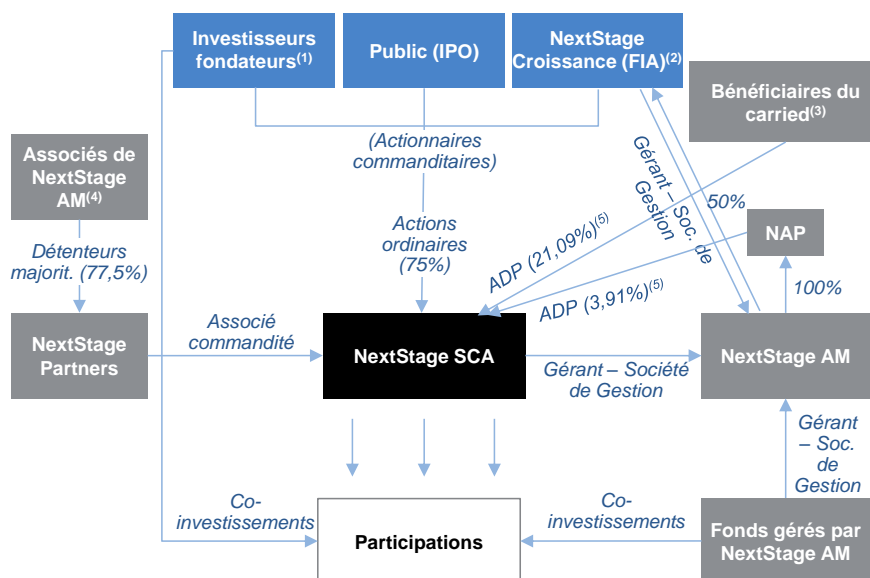 Investisseurs
fondateurs(1)
Public (IPO)
NextStage
Croissance (FIA)(2)
Bénéficiaires du
carried(3)
Associés de
NextStage
AM(4)
(Actionnaires
commanditaires)
Gérant – Soc. de
Gestion
50%
NAP
Détenteurs
majorit. (77,5%)
Actions
ordinaires
(75%)
ADP (21,09%)(5)
ADP (3,91%)(5)
100%
NextStage
Partners
Associé
commandité
NextStage SCA
Gérant – Société
de Gestion
NextStage AM
Gérant
– Soc.
de
Gestion
Co-
investissements
Participations
Co-
investissements
Fonds gérés par
NextStage AM